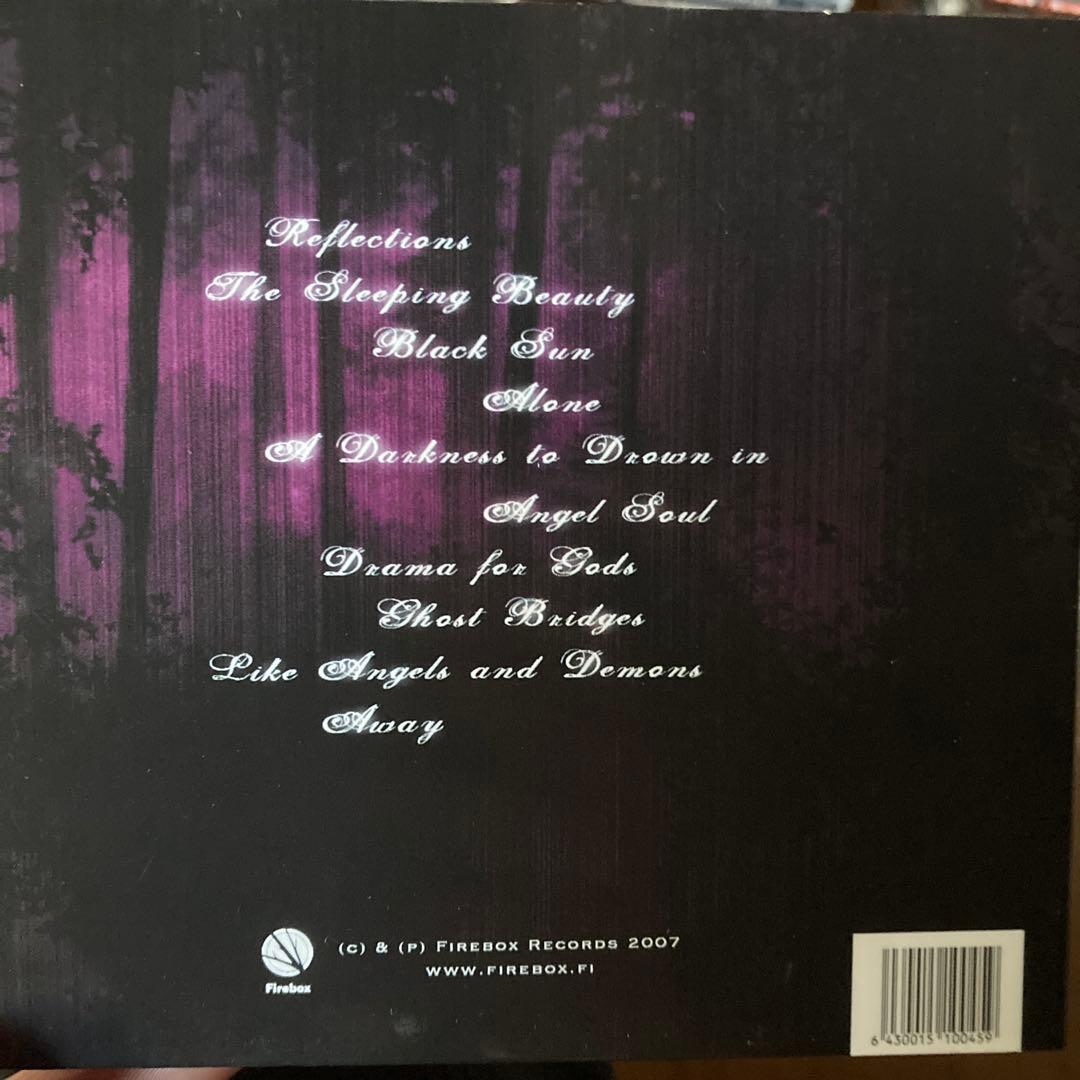 Reflections
The Sleeping Beauty
Black Sun
Alone
A Darkness to Drown in
Angel Soul
Drama for Gods
Ghost Bridges
Like Angels and Demons
Away
(C) & (P) FIREBOX RECORDS 2007
WWW.FIREBOX.FI
Firebox
6 430015 100459